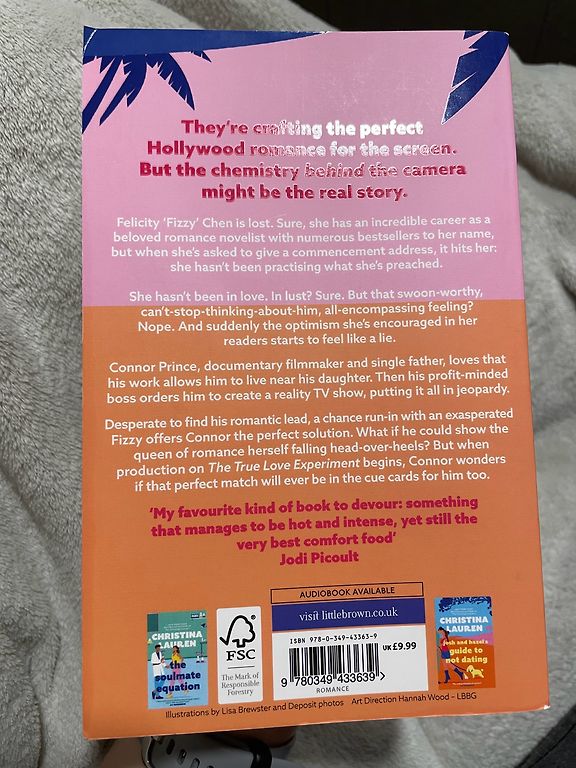 They're crafting the perfect
Hollywood romance for the screen.
But the chemistry behind the camera
might be the real story.
Felicity 'Fizzy' Chen is lost. Sure, she has an incredible career as a
beloved romance novelist with numerous bestsellers to her name,
but when she's asked to give a commencement address, it hits her:
she hasn't been practising what she's preached.
She hasn't been in love. In lust? Sure. But that swoon-worthy,
can't-stop-thinking-about-him, all-encompassing feeling?
Nope. And suddenly the optimism she's encouraged in her
readers starts to feel like a lie.
Connor Prince, documentary filmmaker and single father, loves that
his work allows him to live near his daughter. Then his profit-minded
boss orders him to create a reality TV show, putting it all in jeopardy.
Desperate to find his romantic lead, a chance run-in with an exasperated
Fizzy offers Connor the perfect solution. What if he could show the
queen of romance herself falling head-over-heels? But when
production on The True Love Experiment begins, Connor wonders
if that perfect match will ever be in the cue cards for him too.
'My favourite kind of book to devour: something
that manages to be hot and intense, yet still the
very best comfort food'
Jodi Picoult
AUDIOBOOK AVAILABLE
visit littlebrown.co.uk
CHRISTINA
LAUREN
the
soulmate
equation
FSC
The Mark of
Responsible
Forestry
ISBN 978-0-349-43363-9
UK £9.99
9 780349 433639 >
ROMANCE
CHRISTINA
LAUREN
josh and hazel's
guide to
not dating
Illustrations by Lisa Brewster and Deposit photos Art Direction Hannah Wood – LBBG